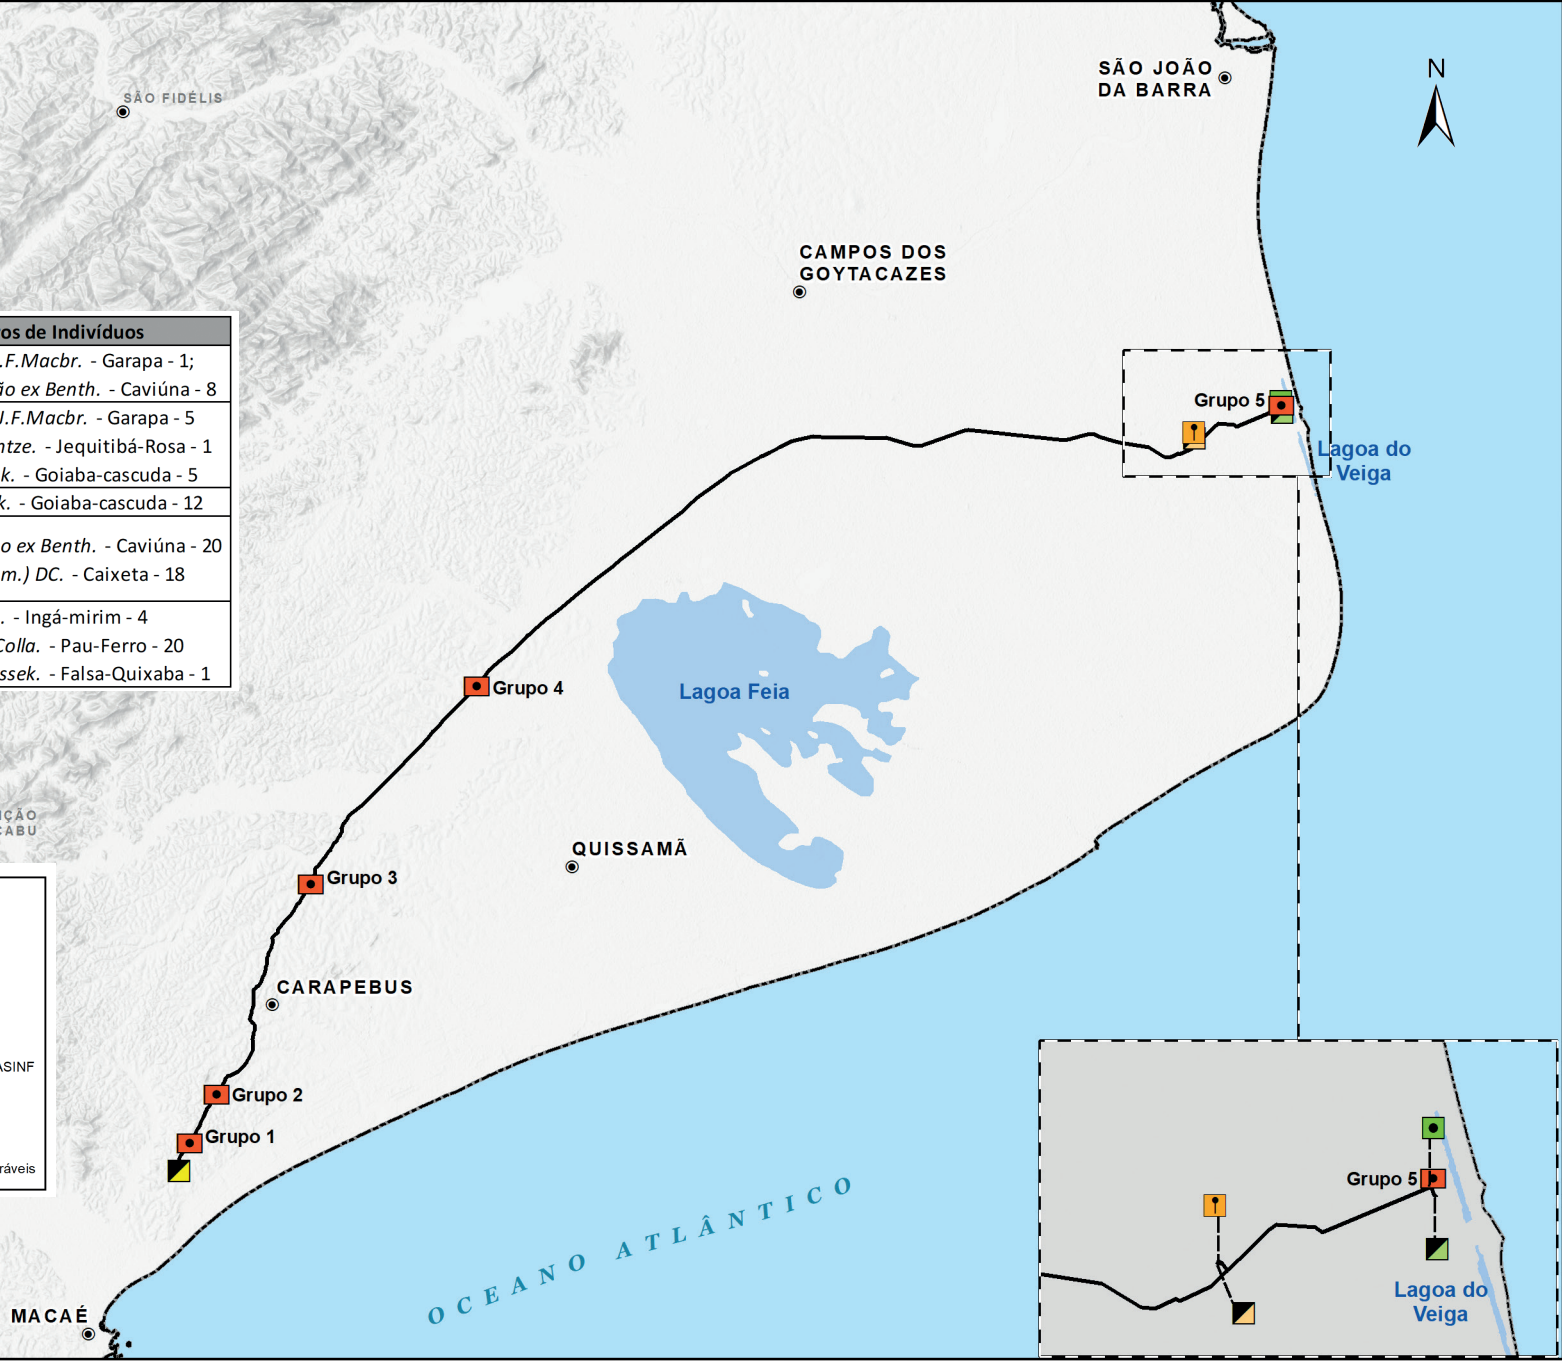 SÃO JOÃO
DA BARRA
N
SÃO FIDÉLIS
CAMPOS DOS
GOYTACAZES
ros de Indivíduos
.F.Macbr. - Garapa - 1;
ão ex Benth. - Caviúna - 8
J.F.Macbr. - Garapa - 5
ntze. - Jequitibá-Rosa - 1
k. - Goiaba-cascuda - 5
k. - Goiaba-cascuda - 12
o ex Benth. - Caviúna - 20
m.) DC. - Caixeta - 18
. - Ingá-mirim - 4
Colla. - Pau-Ferro - 20
ssek. - Falsa-Quixaba - 1
Grupo 5
Lagoa do
Veiga
Grupo 4
Lagoa Feia
IÇÃO
CABU
QUISSAMÃ
Grupo 3
CARAPEBUS
ASINF
Grupo 2
Grupo 1
ráveis
OCEANO ATLÂNTICO
MACAÉ
Grupo 5
Lagoa do
Veiga